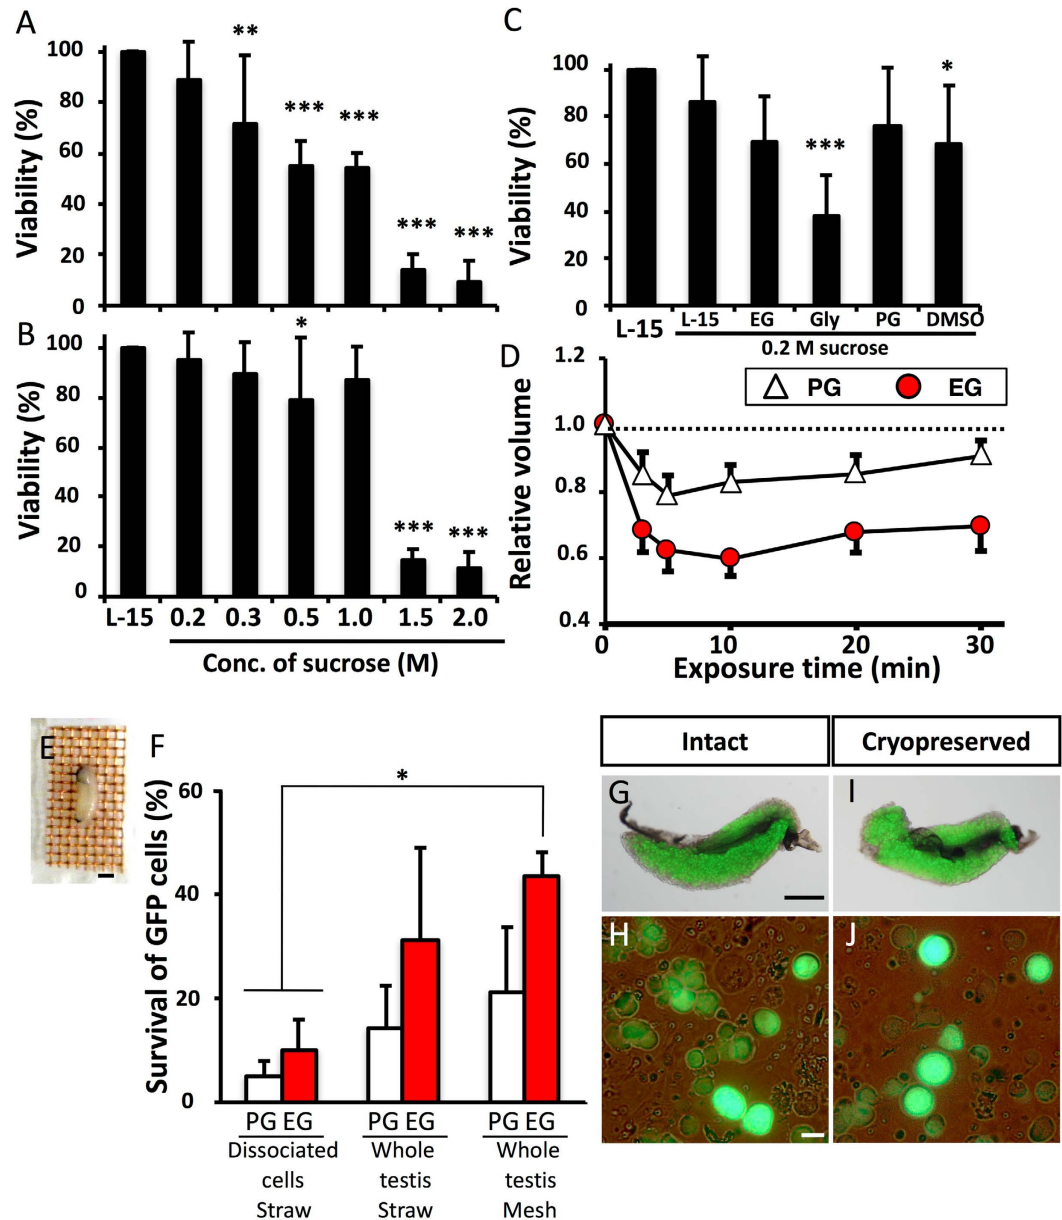 A
Viability (%)
100
80
60
40
20
0
**
***
***
***
***
B
Viability (%)
100
80
60
40
20
0
*
***
***
L-15 0.2 0.3 0.5 1.0 1.5 2.0
Conc. of sucrose (M)
C
Viability (%)
100
80
60
40
20
0
***
*
L-15 L-15 EG Gly PG DMSO
0.2 M sucrose
D
Relative volume
1.2
1.0
0.8
0.6
0.4
PG EG
0 10 20 30
Exposure time (min)
E
F
Survival of GFP cells (%)
60
40
20
0
*
PG EG PG EG PG EG
Dissociated Whole Whole
cells testis testis
Straw Straw Mesh
Intact Cryopreserved
G I
H J